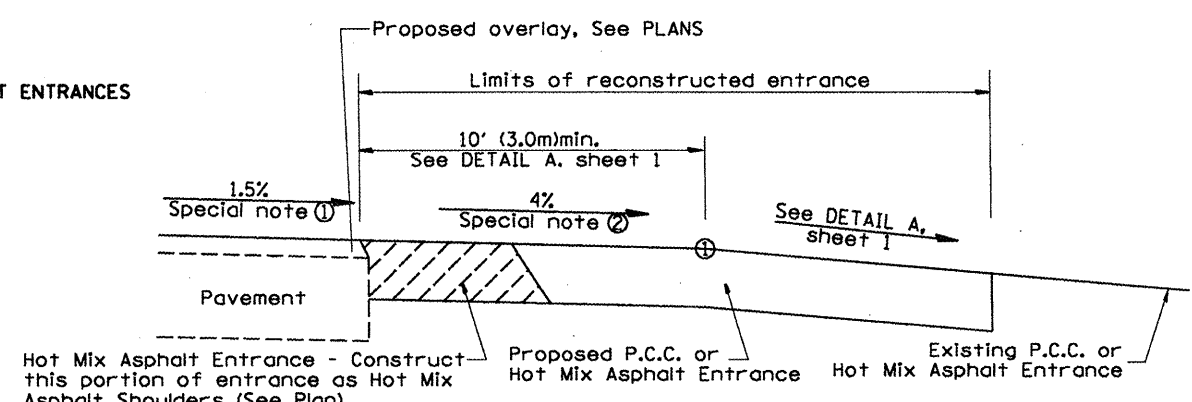 Proposed overlay, See PLANS
T ENTRANCES
Limits of reconstructed entrance
10' (3.0m)min.
See DETAIL A. sheet 1
1.5%
Special note ①
4%
Special note ②
See DETAIL A.
sheet 1
①
Pavement
Hot Mix Asphalt Entrance - Construct
this portion of entrance as Hot Mix
Asphalt Shoulders (See Plan)
Proposed P.C.C. or
Hot Mix Asphalt Entrance
Existing P.C.C. or
Hot Mix Asphalt Entrance